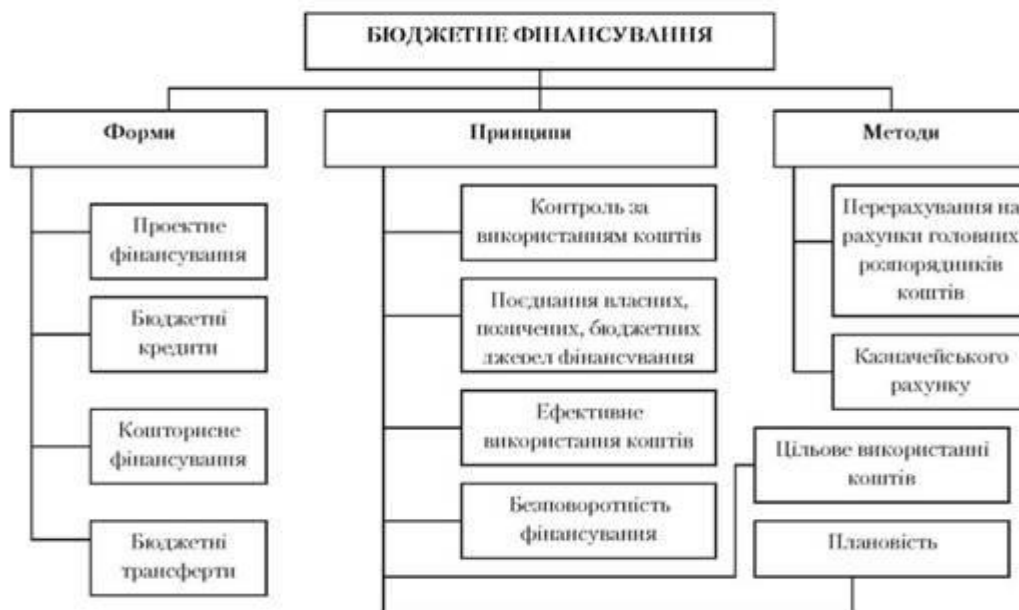 БЮДЖЕТНЕ ФІНАНСУВАННЯ
Форми
Проектне
фінансування
Бюджетні
кредити
Кошторисне
фінансування
Бюджетні
трансферти
Принципи
Контроль за
використанням коштів
Поєднання власних,
позичених, бюджетних
джерел фінансування
Ефективне
використання коштів
Безповоротність
фінансування
Цільове використанні
коштів
Плановість
Методи
Перерахування на
рахунки головних
розпорядників
коштів
Казначейського
рахунку